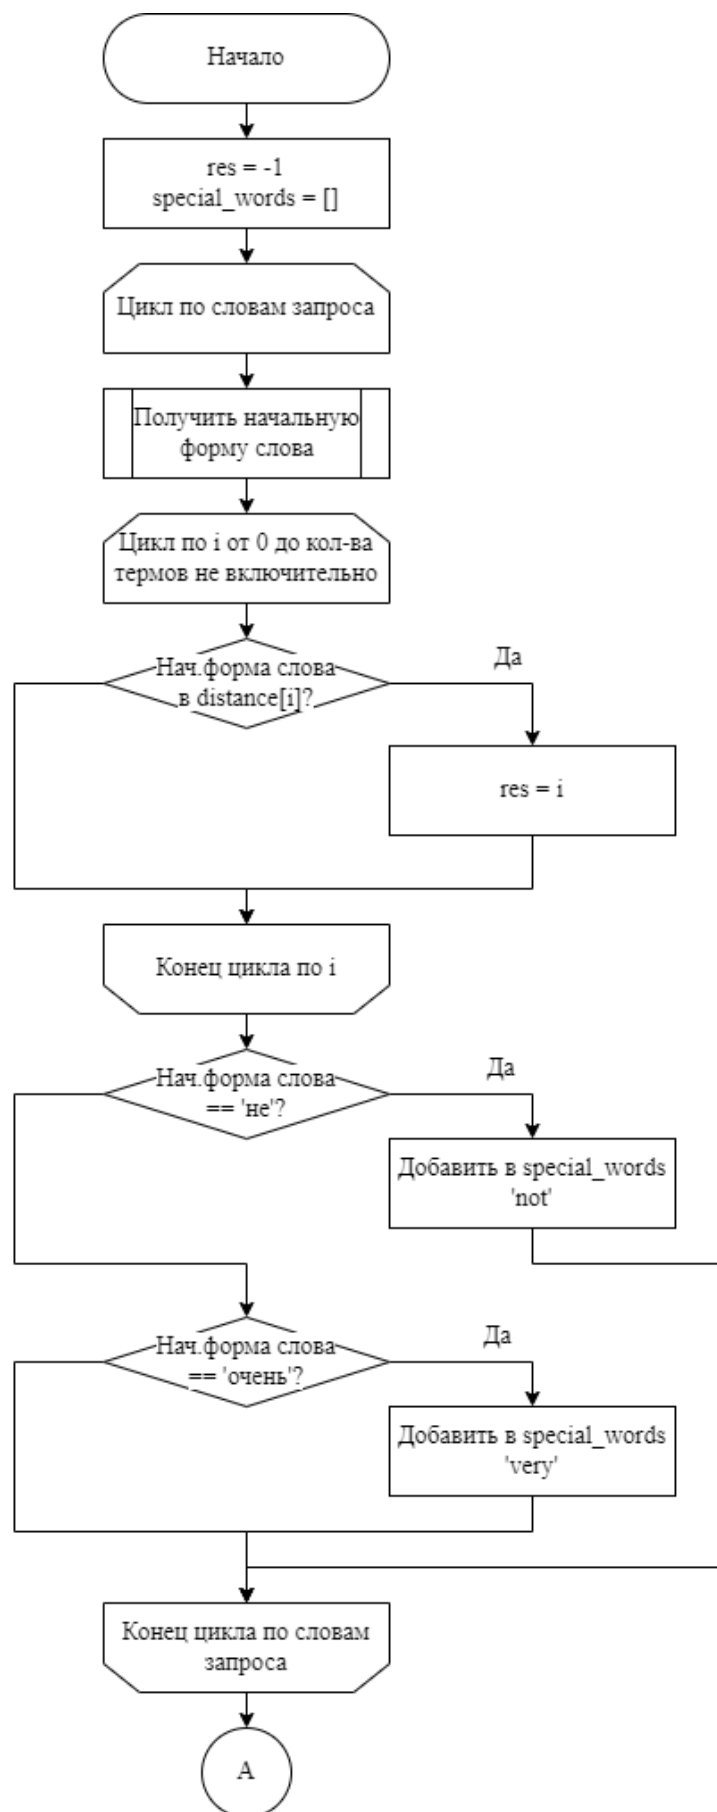 Начало
res = -1
special_words = []
Цикл по словам запроса
Получить начальную
форму слова
Цикл по i от 0 до кол-ва
термов не включительно
Нач.форма слова
в distance[i]?
Да
res = i
Конец цикла по i
Нач.форма слова
== 'не'?
Да
Добавить в special_words
'not'
Нач.форма слова
== 'очень'?
Да
Добавить в special_words
'very'
Конец цикла по словам
запроса
А